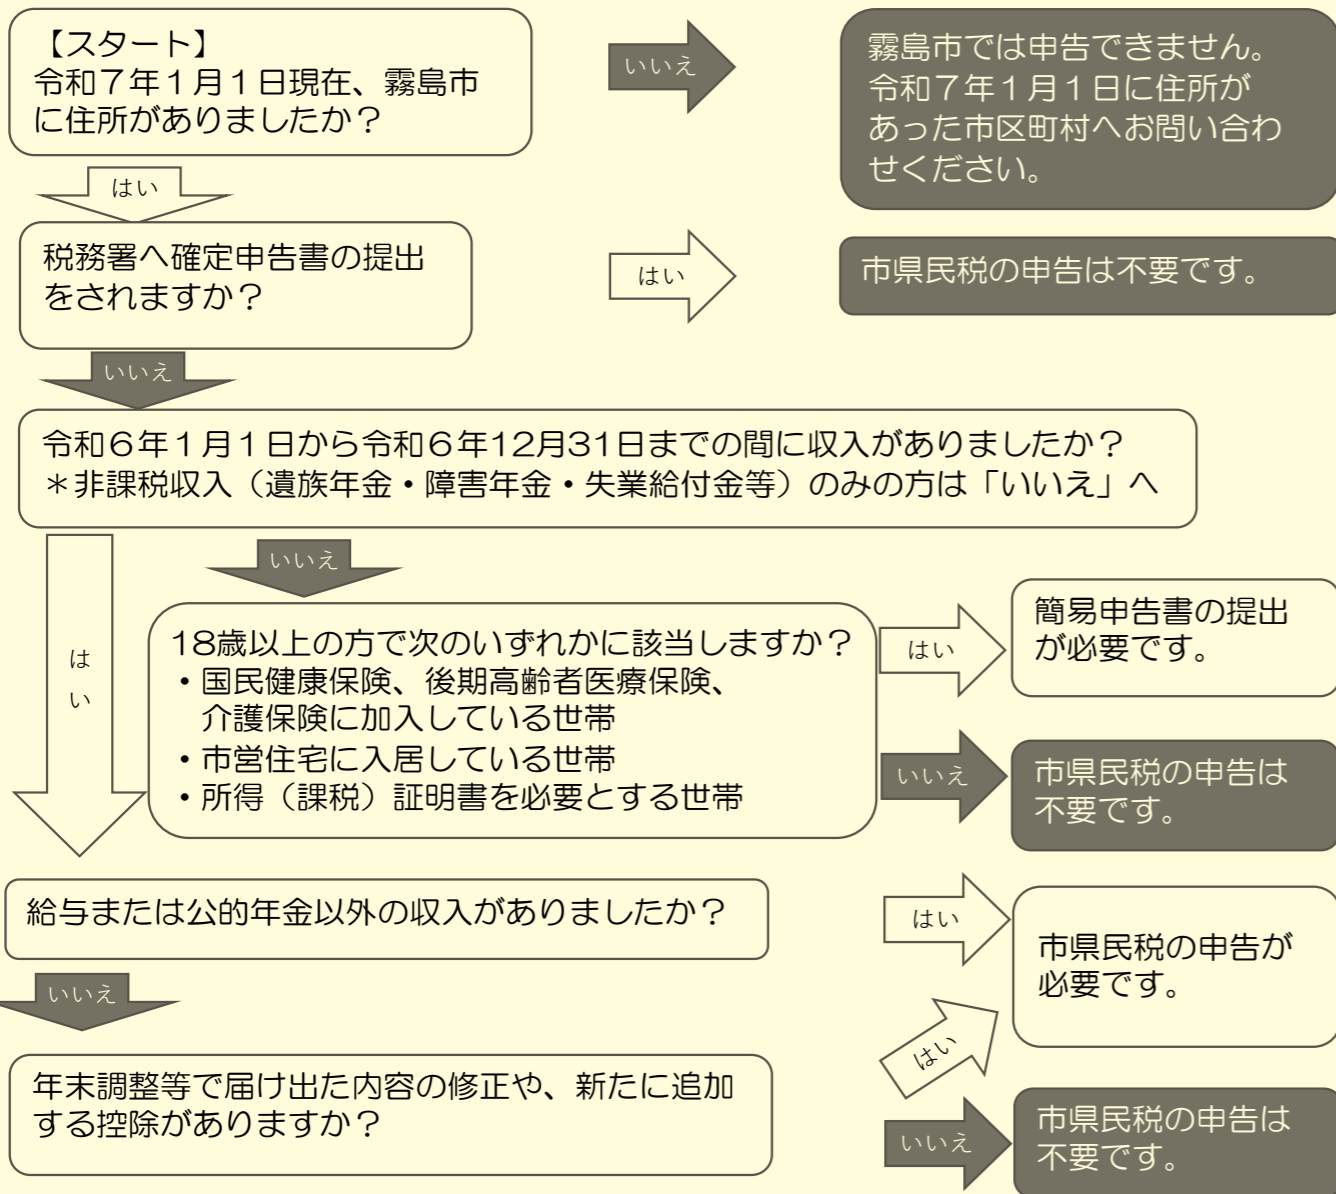 【スタート】
令和７年１月１日現在、霧島市
に住所がありましたか？
いいえ
霧島市では申告できません。
令和７年１月１日に住所が
あった市区町村へお問い合わ
せください。
はい
税務署へ確定申告書の提出
をされますか？
はい
市県民税の申告は不要です。
いいえ
令和６年１月１日から令和６年12月31日までの間に収入がありましたか？
＊非課税収入（遺族年金・障害年金・失業給付金等）のみの方は「いいえ」へ
はい
いいえ
18歳以上の方で次のいずれかに該当しますか？
・国民健康保険、後期高齢者医療保険、
介護保険に加入している世帯
・市営住宅に入居している世帯
・所得（課税）証明書を必要とする世帯
はい
簡易申告書の提出
が必要です。
いいえ
市県民税の申告は
不要です。
給与または公的年金以外の収入がありましたか？
はい
市県民税の申告が
必要です。
いいえ
年末調整等で届け出た内容の修正や、新たに追加
する控除がありますか？
はい
いいえ
市県民税の申告は
不要です。